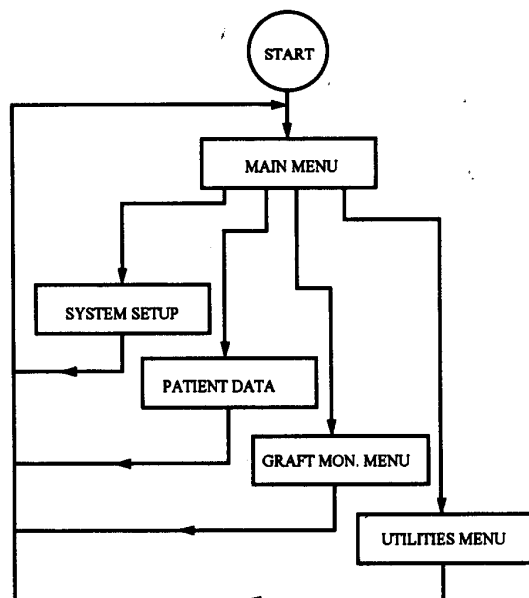 START
MAIN MENU
SYSTEM SETUP
PATIENT DATA
GRAFT MON. MENU
UTILITIES MENU